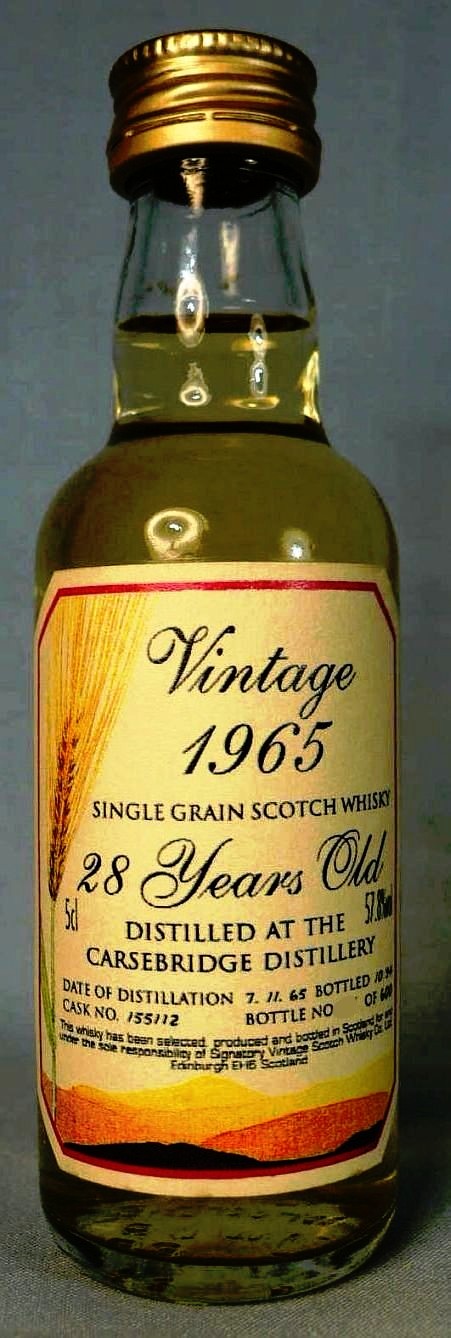 Vintage
1965
SINGLE GRAIN SCOTCH WHISKY
28 Years Old
5cl 57.8%vol
DISTILLED AT THE
CARSEBRIDGE DISTILLERY
DATE OF DISTILLATION 7. 11. 65 BOTTLED 10.94
CASK NO. 155112 BOTTLE NO OF 600
This whisky has been selected, produced and bottled in Scotland for and
under the sole responsibility of Signatory Vintage Scotch Whisky Co. Ltd.
Edinburgh EH6 Scotland